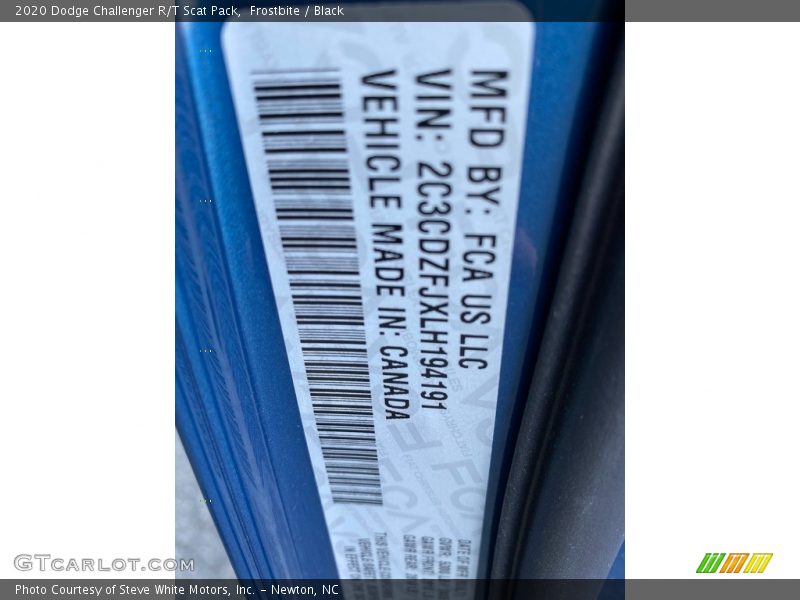 2020 Dodge Challenger R/T Scat Pack, Frostbite / Black
MFD BY: FCA US LLC
VIN: 2C3CDZFJXLH194191
VEHICLE MADE IN: CANADA
GTCarlot.com
Photo Courtesy of Steve White Motors, Inc. – Newton, NC